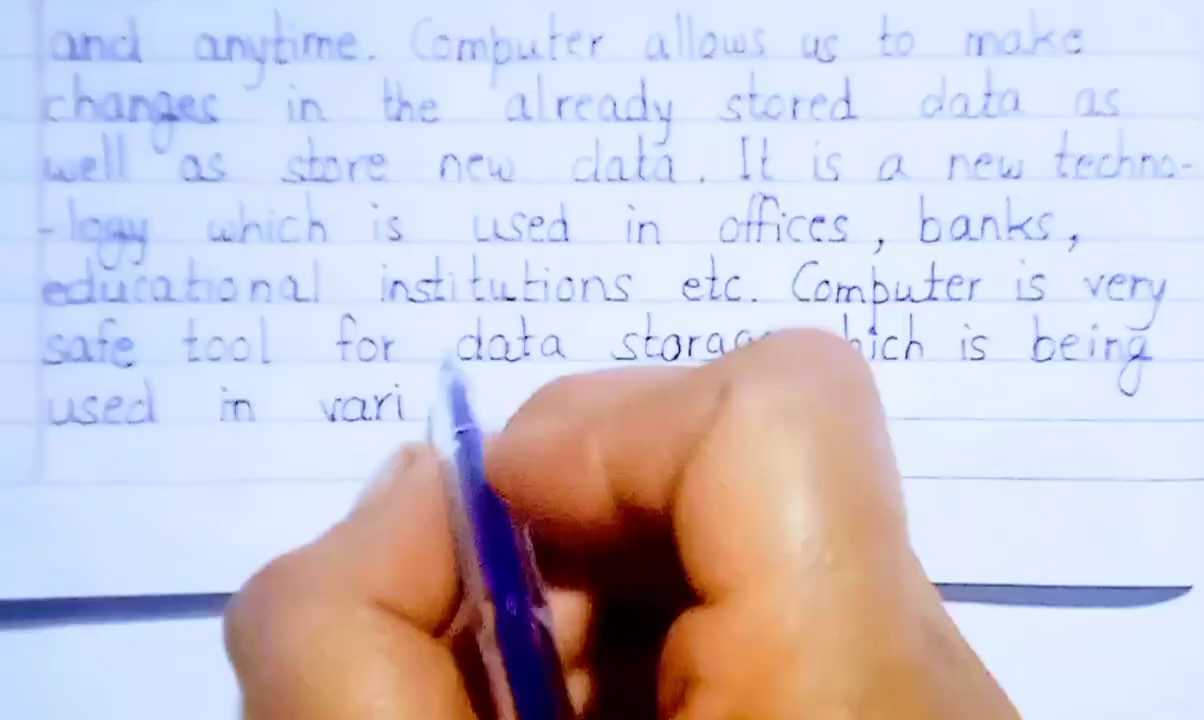 and anytime. Computer allows us to make
changes in the already stored data as
well as store new data. It is a new techno-
-logy which is used in offices, banks,
educational institutions etc. Computer is very
safe tool for data is being
used in vari